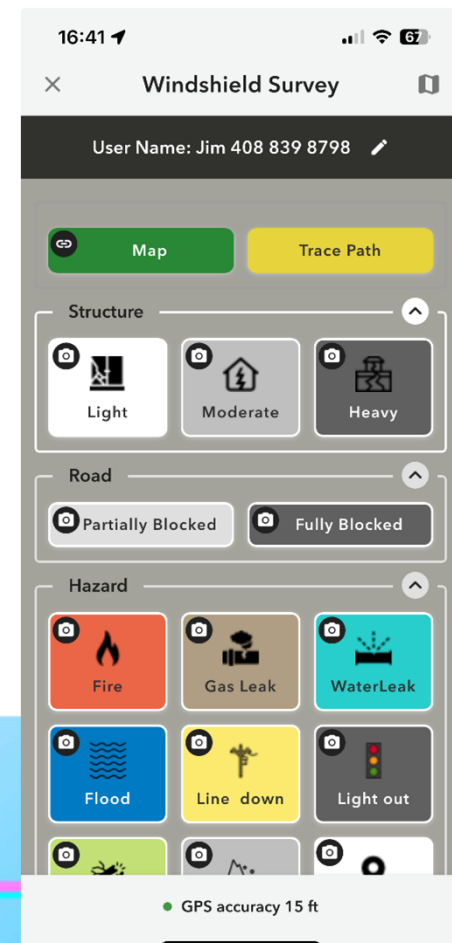 16:41
67
Windshield Survey
User Name: Jim 408 839 8798
Map
Trace Path
Structure
Light
Moderate
Heavy
Road
Partially Blocked
Fully Blocked
Hazard
Fire
Gas Leak
WaterLeak
Flood
Line down
Light out
GPS accuracy 15 ft